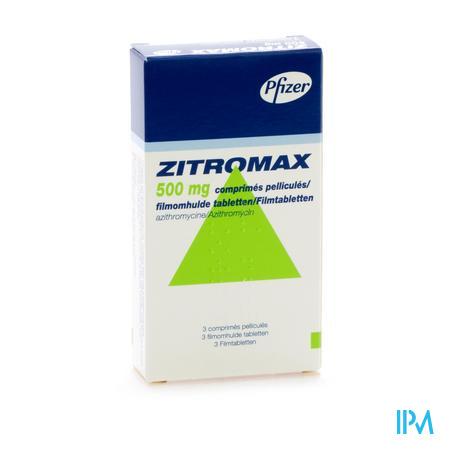 Pfizer
ZITROMAX
500 mg comprimés pelliculés/
filmomhulde tabletten/Filmtabletten
azithromycine/Azithromycin
3 comprimés pelliculés
3 filmomhulde tabletten
3 Filmtabletten
IPM